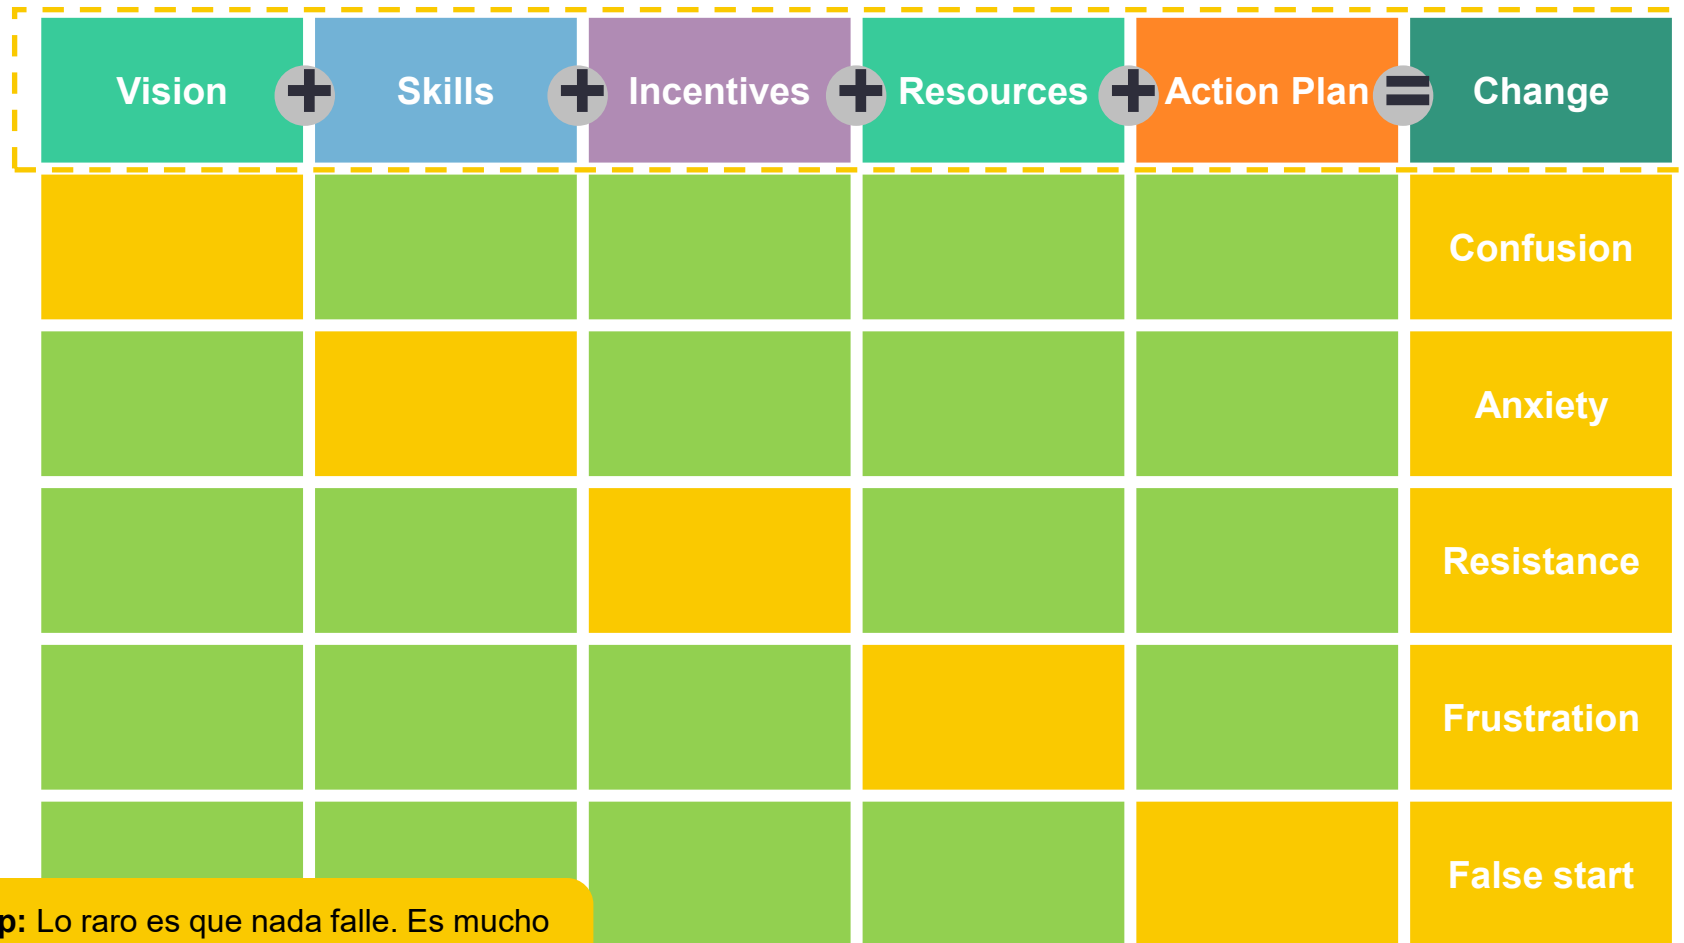 Vision + Skills + Incentives + Resources + Action Plan = Change
Confusion
Anxiety
Resistance
Frustration
False start
p: Lo raro es que nada falle. Es mucho